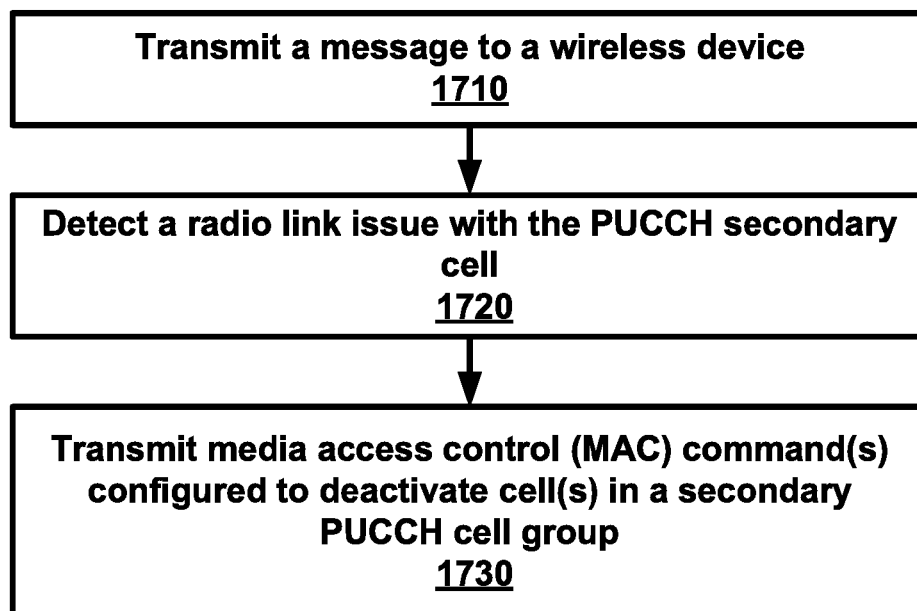 Transmit a message to a wireless device
1710
Detect a radio link issue with the PUCCH secondary
cell
1720
Transmit media access control (MAC) command(s)
configured to deactivate cell(s) in a secondary
PUCCH cell group
1730